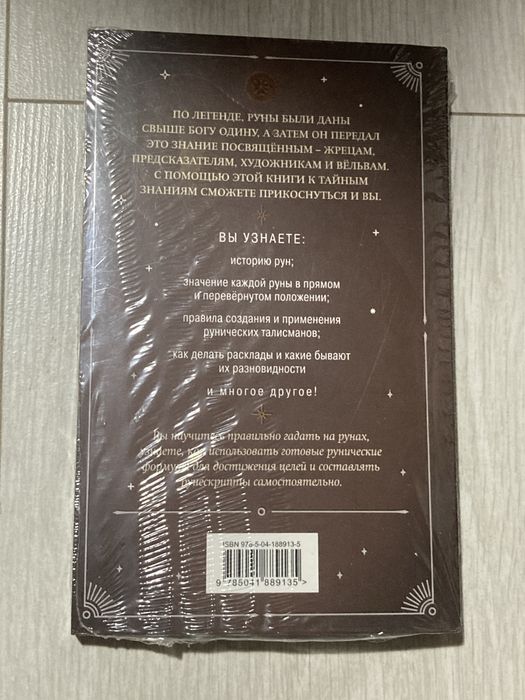 ПО ЛЕГЕНДЕ, РУНЫ БЫЛИ ДАНЫ
СВЫШЕ БОГУ ОДИНУ, А ЗАТЕМ ОН ПЕРЕДАЛ
ЭТО ЗНАНИЕ ПОСВЯЩЁННЫМ – ЖРЕЦАМ,
ПРЕДСКАЗАТЕЛЯМ, ХУДОЖНИКАМ И ВЁЛЬВАМ.
С ПОМОЩЬЮ ЭТОЙ КНИГИ К ТАЙНЫМ
ЗНАНИЯМ СМОЖЕТЕ ПРИКОСНУТЬСЯ И ВЫ.
ВЫ УЗНАЕТЕ:
историю рун;
значение каждой руны в прямом
и перевёрнутом положении;
правила создания и применения
рунических талисманов;
как делать расклады и какие бывают
их разновидности
и многое другое!
Вы научитесь правильно гадать на рунах,
узнаете, как использовать готовые рунические
формулы для достижения целей и составлять
рунескрипты самостоятельно.
ISBN 978-5-04-188913-5
9 785041 889135 >